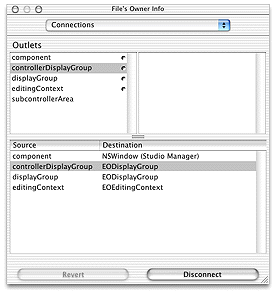 File's Owner Info
Connections
Outlets
component
controllerDisplayGroup
displayGroup
editingContext
subcontrollerArea
Source Destination
component NSWindow (Studio Manager)
controllerDisplayGroup EODisplayGroup
displayGroup EODisplayGroup
editingContext EOEditingContext
Revert Disconnect